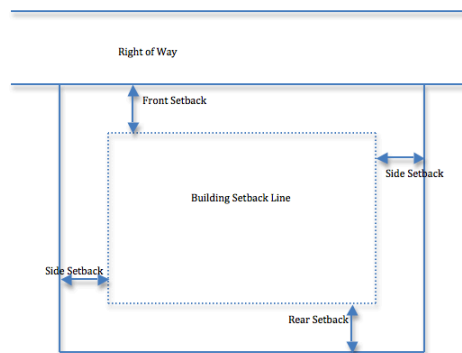 Right of Way
Front Setback
Side Setback
Building Setback Line
Side Setback
Rear Setback